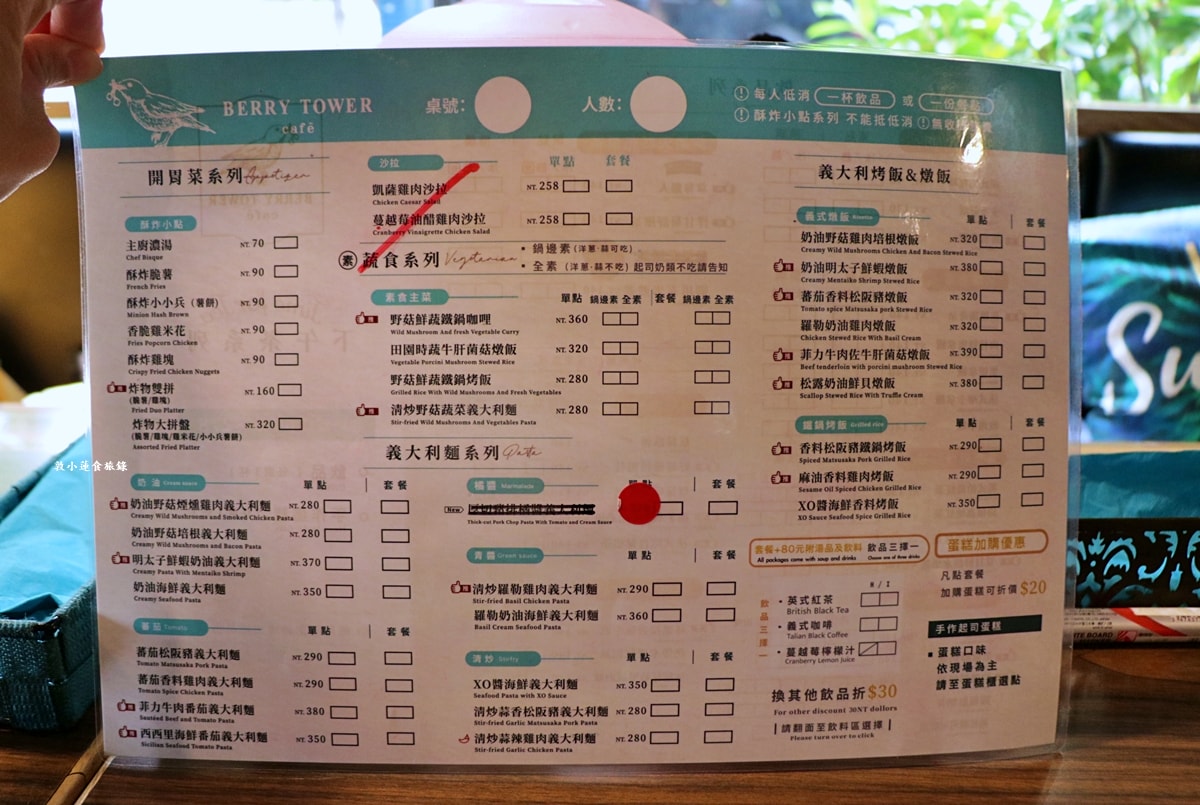 BERRY TOWER
café
桌號：
人數：
每人低消 一杯飲品 或 一份餐點
酥炸小點系列 不能抵低消
開胃菜系列 Appetizer
酥炸小點
主廚濃湯 NT. 70
Chef Bisque
酥炸脆薯 NT. 90
French Fries
酥炸小小兵（薯餅） NT. 90
Minion Hash Brown
香脆雞米花 NT. 90
Fries Popcorn Chicken
酥炸雞塊 NT. 90
Crispy Fried Chicken Nuggets
炸物雙拼 NT. 160
(脆薯/雞塊)
Fried Duo Platter
炸物大拼盤 NT. 320
(脆薯/雞塊/雞米花/小小兵薯餅)
Assorted Fried Platter
沙拉 單點 套餐
凱薩雞肉沙拉 NT. 258
Chicken Caesar Salad
蔓越莓油醋雞肉沙拉 NT. 258
Cranberry Vinaigrette Chicken Salad
素 蔬食系列 Vegetarian
鍋邊素 (洋蔥、蒜可吃)
全素 (洋蔥、蒜不吃) 起司奶類不吃請告知
素食主菜 單點 鍋邊素 全素 套餐 鍋邊素 全素
野菇鮮蔬鐵鍋咖哩 NT. 360
Wild Mushroom And fresh Vegetable Curry
田園時蔬牛肝菌菇燉飯 NT. 320
Vegetable Porcini Mushroom Stewed Rice
野菇鮮蔬鐵鍋烤飯 NT. 280
Grilled Rice With Wild Mushrooms And Fresh Vegetables
清炒野菇蔬菜義大利麵 NT. 280
Stir-fried Wild Mushrooms And Vegetables Pasta
義大利麵系列 Pasta
奶油 Cream sauce 單點 套餐
奶油野菇煙燻雞肉義大利麵 NT. 280
Creamy Wild Mushrooms and Smoked Chicken Pasta
奶油野菇培根義大利麵 NT. 280
Creamy Wild Mushrooms and Bacon Pasta
明太子鮮蝦奶油義大利麵 NT. 370
Creamy Pasta With Mentaiko Shrimp
奶油海鮮義大利麵 NT. 350
Creamy Seafood Pasta
蕃茄 Tomato 單點 套餐
蕃茄松阪豬義大利麵 NT. 290
Tomato Matsusaka Pork Pasta
蕃茄香料雞肉義大利麵 NT. 290
Tomato Spice Chicken Pasta
菲力牛肉番茄義大利麵 NT. 380
Sautéed Beef and Tomato Pasta
西西里海鮮番茄義大利麵 NT. 350
Sicilian Seafood Tomato Pasta
橘醬 Marinalada 套餐
New
Thick-cut Pork Chop Pasta With Tomato and Cream Sauce
青醬 Green sauce 單點 套餐
清炒羅勒雞肉義大利麵 NT. 290
Stir-fried Basil Chicken Pasta
羅勒奶油海鮮義大利麵 NT. 360
Basil Cream Seafood Pasta
清炒 Stirfry 單點 套餐
XO醬海鮮義大利麵 NT. 350
Seafood Pasta with XO Sauce
清炒蒜香松阪豬義大利麵 NT. 280
Stir-fried Garlic Matsusaka Pork Pasta
清炒蒜辣雞肉義大利麵 NT. 280
Stir-fried Garlic Chicken Pasta
義大利烤飯&燉飯
義式燉飯 Risottos 單點 套餐
奶油野菇雞肉培根燉飯 NT. 320
Creamy Wild Mushrooms Chicken And Bacon Stewed Rice
奶油明太子鮮蝦燉飯 NT. 380
Creamy Mentaiko Shrimp Stewed Rice
蕃茄香料松阪豬燉飯 NT. 320
Tomato spice Matsusaka pork Stewed Rice
羅勒奶油雞肉燉飯 NT. 320
Chicken Stewed Rice With Basil Cream
菲力牛肉佐牛肝菌菇燉飯 NT. 390
Beef tenderloin with porcini mushroom Stewed Rice
松露奶油鮮貝燉飯 NT. 380
Scallop Stewed Rice With Truffle Cream
鐵鍋烤飯 Grilled rice 單點 套餐
香料松阪豬鐵鍋烤飯 NT. 290
Spiced Matsusaka Pork Grilled Rice
麻油香料雞肉烤飯 NT. 290
Sesame Oil Spiced Chicken Grilled Rice
XO醬海鮮香料烤飯 NT. 350
XO Sauce Seafood Spice Grilled Rice
套餐+80元附湯品及飲料 飲品三擇一
All packages come with soup and drinks Choose one of three drinks
飲品三擇一
H / I
英式紅茶
British Black Tea
義式咖啡
Talian Black Coffee
蔓越莓檸檬汁
Cranberry Lemon Juice
換其他飲品折$30
For other discount 30NT dollors
請翻面至飲料區選擇
Please turn over to click
蛋糕加購優惠
凡點套餐
加購蛋糕可折價$20
手作起司蛋糕
蛋糕口味
依現場為主
請至蛋糕櫃選點
敦小蓮食旅錄
Su